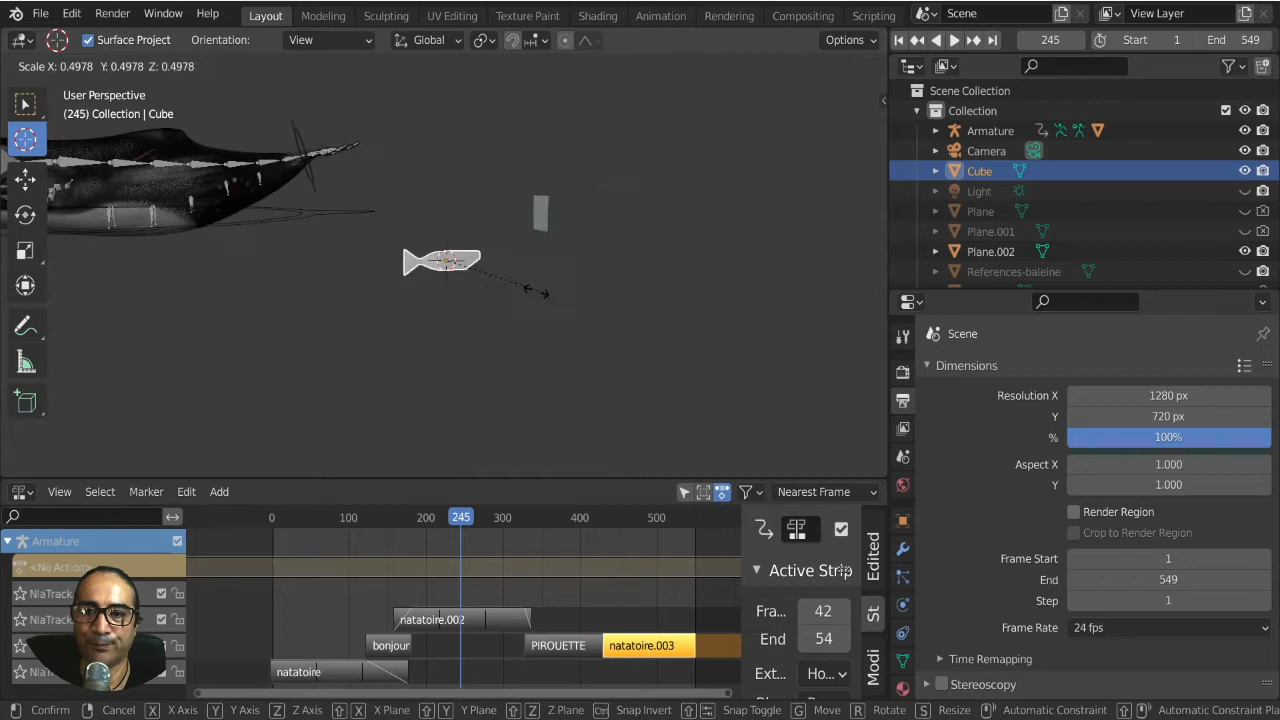 File Edit Render Window Help Layout Modeling Sculpting UV Editing Texture Paint Shading Animation Rendering Compositing Scripting Scene View Layer
Surface Project Orientation: View Global Options 245 Start 1 End 549
Scale X: 0.4978 Y: 0.4978 Z: 0.4978
User Perspective
(245) Collection | Cube
Scene Collection
Collection
Armature
Camera
Cube
Light
Plane
Plane.001
Plane.002
References-baleine
Scene
Dimensions
Resolution X 1280 px
Y 720 px
% 100%
Aspect X 1.000
Y 1.000
Render Region
Crop to Render Region
Frame Start 1
End 549
Step 1
Frame Rate 24 fps
Time Remapping
Stereoscopy
View Select Marker Edit Add Nearest Frame
0 100 200 245 300 400 500
Armature
<No Action>
NlaTrack
NlaTrack
NlaTrack
NlaTrack
natatoire.002
bonjour PIROUETTE natatoire.003
natatoire
Active Strip
Fra... 42
End 54
Ext... Ho...
Edited
St
Modi
Confirm Cancel X X Axis Y Y Axis Z Z Axis X X Plane Y Y Plane Z Z Plane Ctrl Snap Invert Snap Toggle G Move R Rotate S Resize Automatic Constraint Automatic Constraint Pla